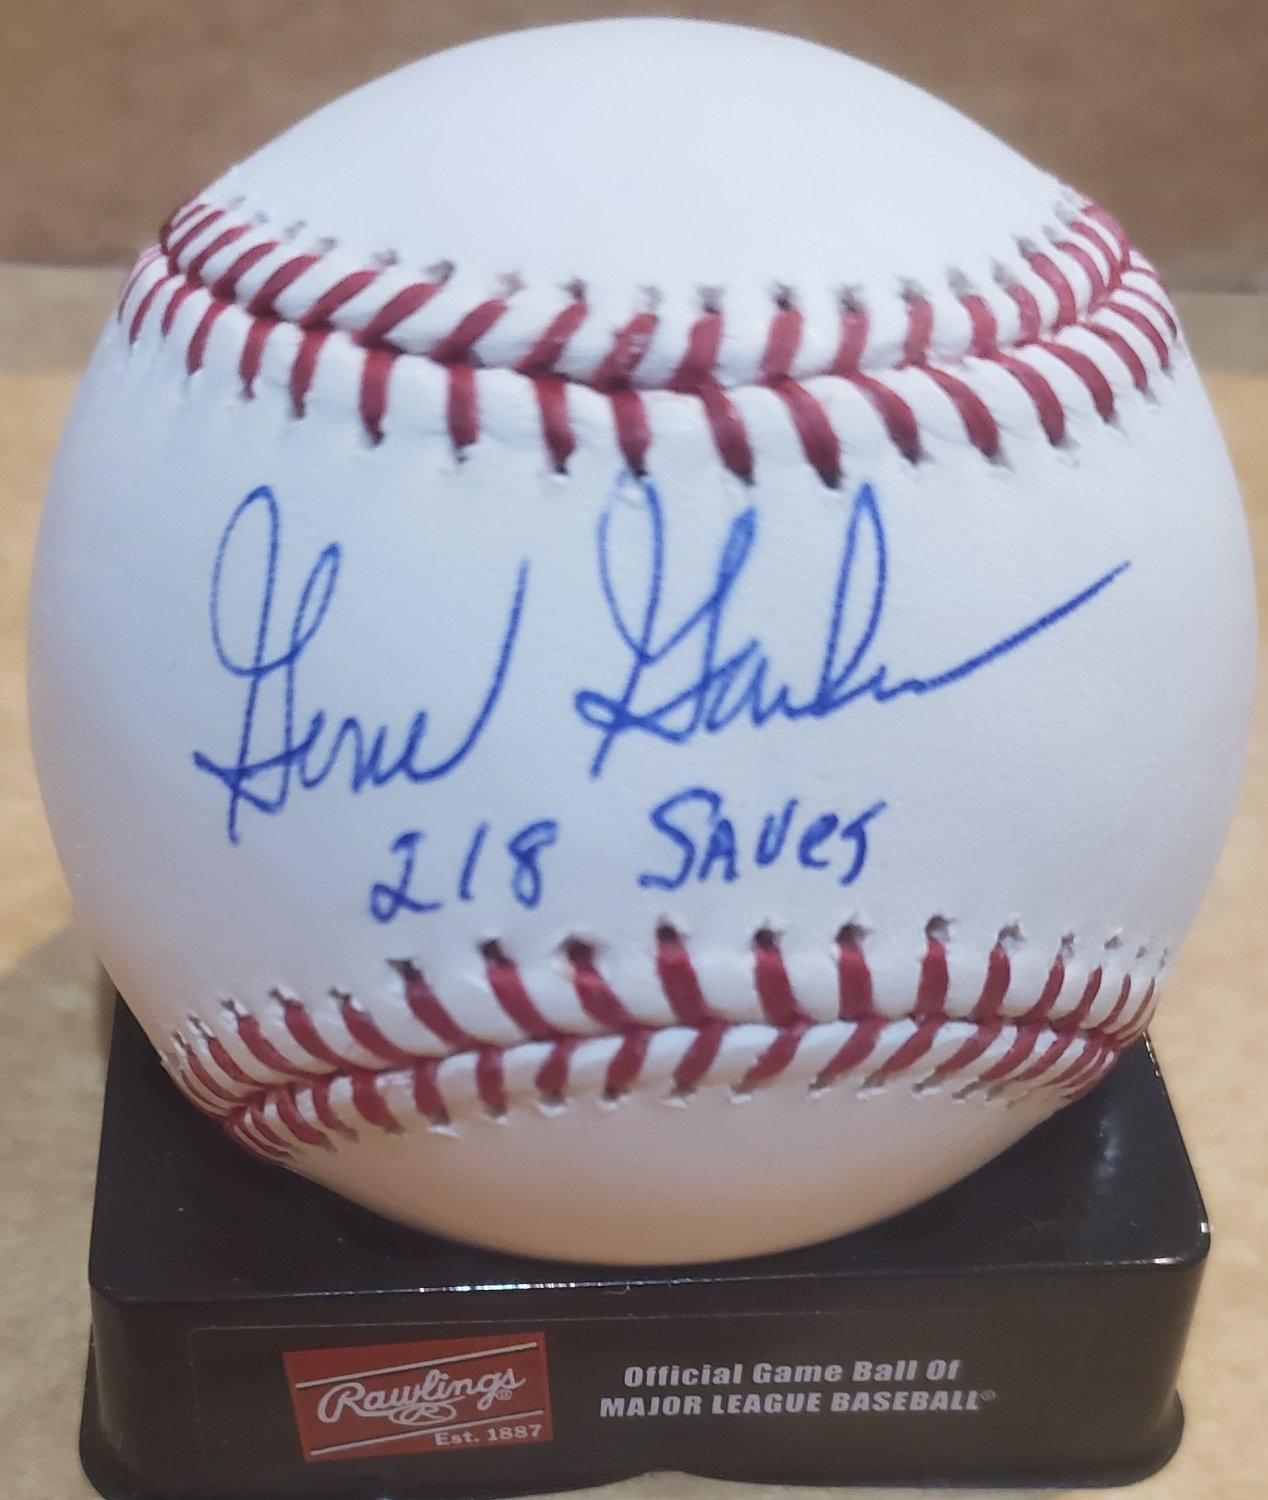 Gene Garber
218 Saves
Rawlings®
R
Est. 1887
Official Game Ball Of
MAJOR LEAGUE BASEBALL®